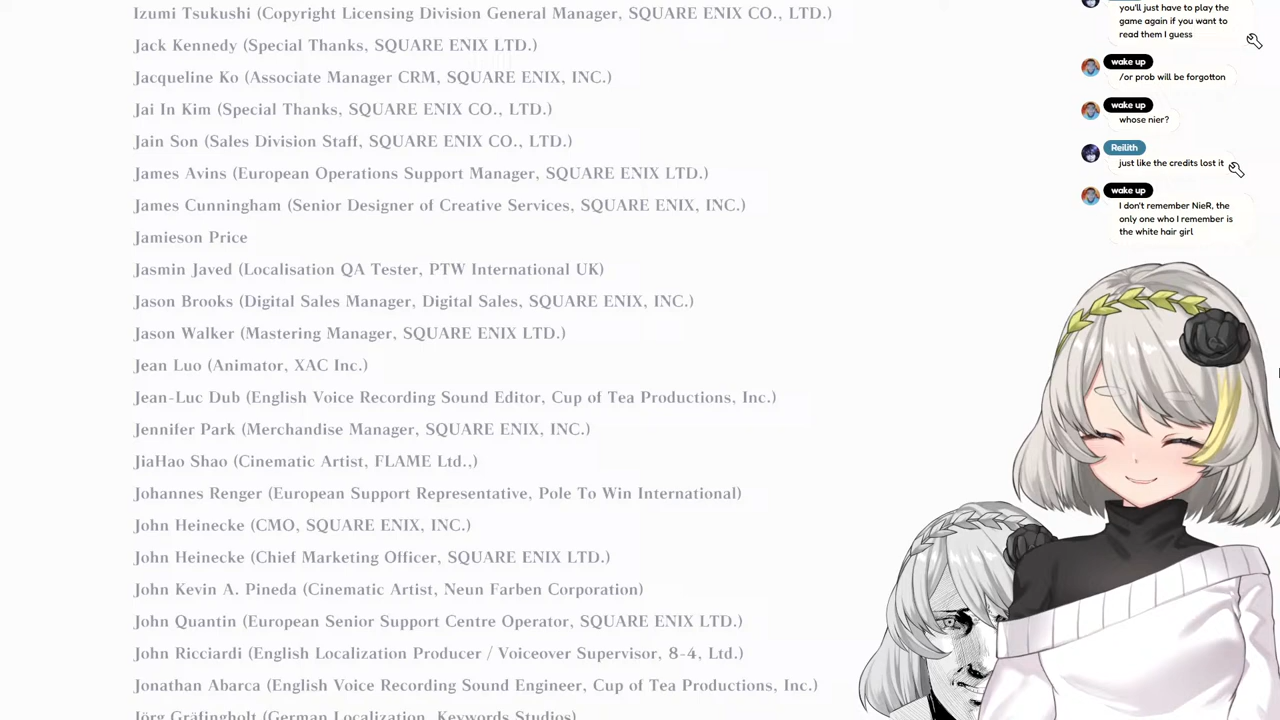 Izumi Tsukushi (Copyright Licensing Division General Manager, SQUARE ENIX CO., LTD.)
Jack Kennedy (Special Thanks, SQUARE ENIX LTD.)
Jacqueline Ko (Associate Manager CRM, SQUARE ENIX, INC.)
Jai In Kim (Special Thanks, SQUARE ENIX CO., LTD.)
Jain Son (Sales Division Staff, SQUARE ENIX CO., LTD.)
James Avins (European Operations Support Manager, SQUARE ENIX LTD.)
James Cunningham (Senior Designer of Creative Services, SQUARE ENIX, INC.)
Jamieson Price
Jasmin Javed (Localisation QA Tester, PTW International UK)
Jason Brooks (Digital Sales Manager, Digital Sales, SQUARE ENIX, INC.)
Jason Walker (Mastering Manager, SQUARE ENIX LTD.)
Jean Luo (Animator, XAC Inc.)
Jean-Luc Dub (English Voice Recording Sound Editor, Cup of Tea Productions, Inc.)
Jennifer Park (Merchandise Manager, SQUARE ENIX, INC.)
JiaHao Shao (Cinematic Artist, FLAME Ltd.,)
Johannes Renger (European Support Representative, Pole To Win International)
John Heinecke (CMO, SQUARE ENIX, INC.)
John Heinecke (Chief Marketing Officer, SQUARE ENIX LTD.)
John Kevin A. Pineda (Cinematic Artist, Neun Farben Corporation)
John Quantin (European Senior Support Centre Operator, SQUARE ENIX LTD.)
John Ricciardi (English Localization Producer / Voiceover Supervisor, 8-4, Ltd.)
Jonathan Abarca (English Voice Recording Sound Engineer, Cup of Tea Productions, Inc.)
Jörg Gräfingholt (German Localization, Keywords Studios)
you'll just have to play the
game again if you want to
read them I guess
wake up
/or prob will be forgotton
wake up
whose nier?
Reilith
just like the credits lost it
wake up
I don't remember NieR, the
only one who I remember is
the white hair girl